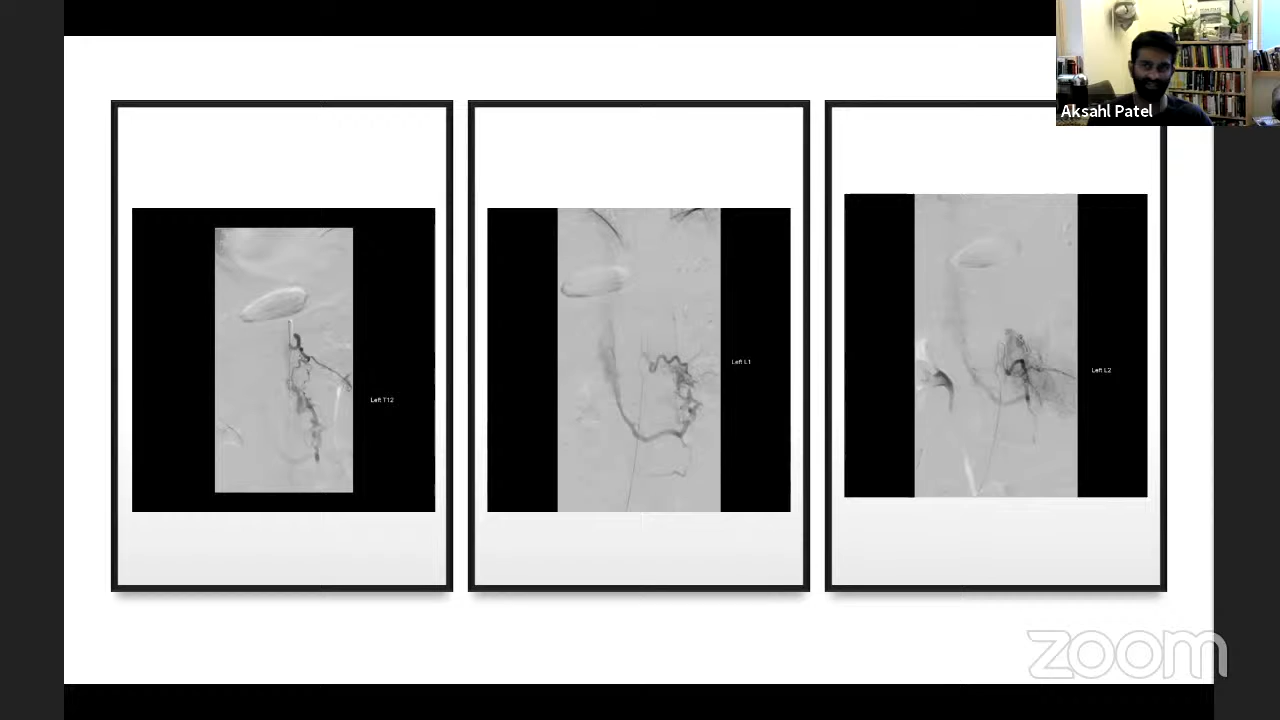 Aksahl Patel
Left T12
Left L1
Left L2
zoom